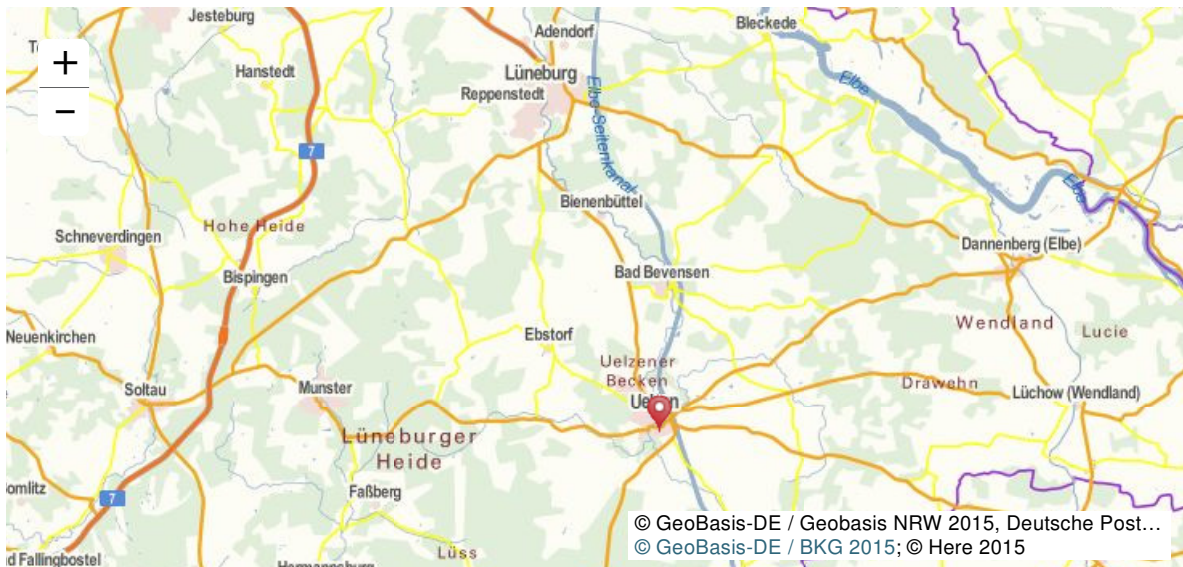 Jesteburg
Bleckede
Adendorf
Hanstedt
Lüneburg
Reppenstedt
Elbe
Elbe-Seitenkanal
7
Elbe
Bienenbüttel
Hohe Heide
Schneverdingen
Dannenberg (Elbe)
Bispingen
Bad Bevensen
Wendland
Lucie
Neuenkirchen
Ebstorf
Uelzener
Becken
Drawehn
Soltau
Munster
Lüchow (Wendland)
Lüneburger
Heide
7
Faßberg
Lüss
© GeoBasis-DE / Geobasis NRW 2015, Deutsche Post…
© GeoBasis-DE / BKG 2015; © Here 2015
d Fallingbostel